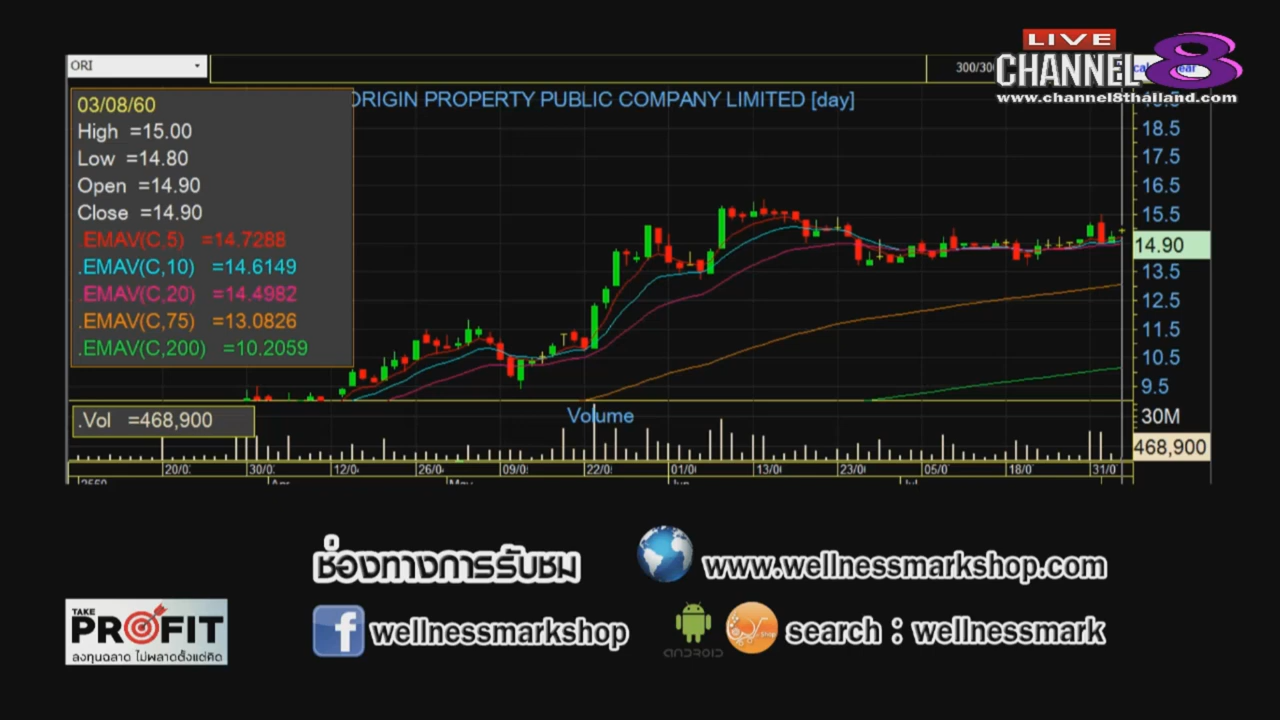 LIVE
CHANNEL 8
www.channel8thailand.com
ORI
300/300
03/08/60
High =15.00
Low =14.80
Open =14.90
Close =14.90
.EMAV(C,5) =14.7288
.EMAV(C,10) =14.6149
.EMAV(C,20) =14.4982
.EMAV(C,75) =13.0826
.EMAV(C,200) =10.2059
ORIGIN PROPERTY PUBLIC COMPANY LIMITED [day]
18.5
17.5
16.5
15.5
14.90
13.5
12.5
11.5
10.5
9.5
.Vol =468,900
Volume
30M
468,900
20/0 30/0 12/0 26/0 09/0 22/0 01/0 13/0 23/0 05/0 18/0 31/0
2560 Apr May Jun Jul
ช่องทางการรับชม
www.wellnessmarkshop.com
wellnessmarkshop
ANDROID
search : wellnessmark
TAKE
PROFIT
ลงทุนฉลาด ไม่พลาดตั้งแต่คิด